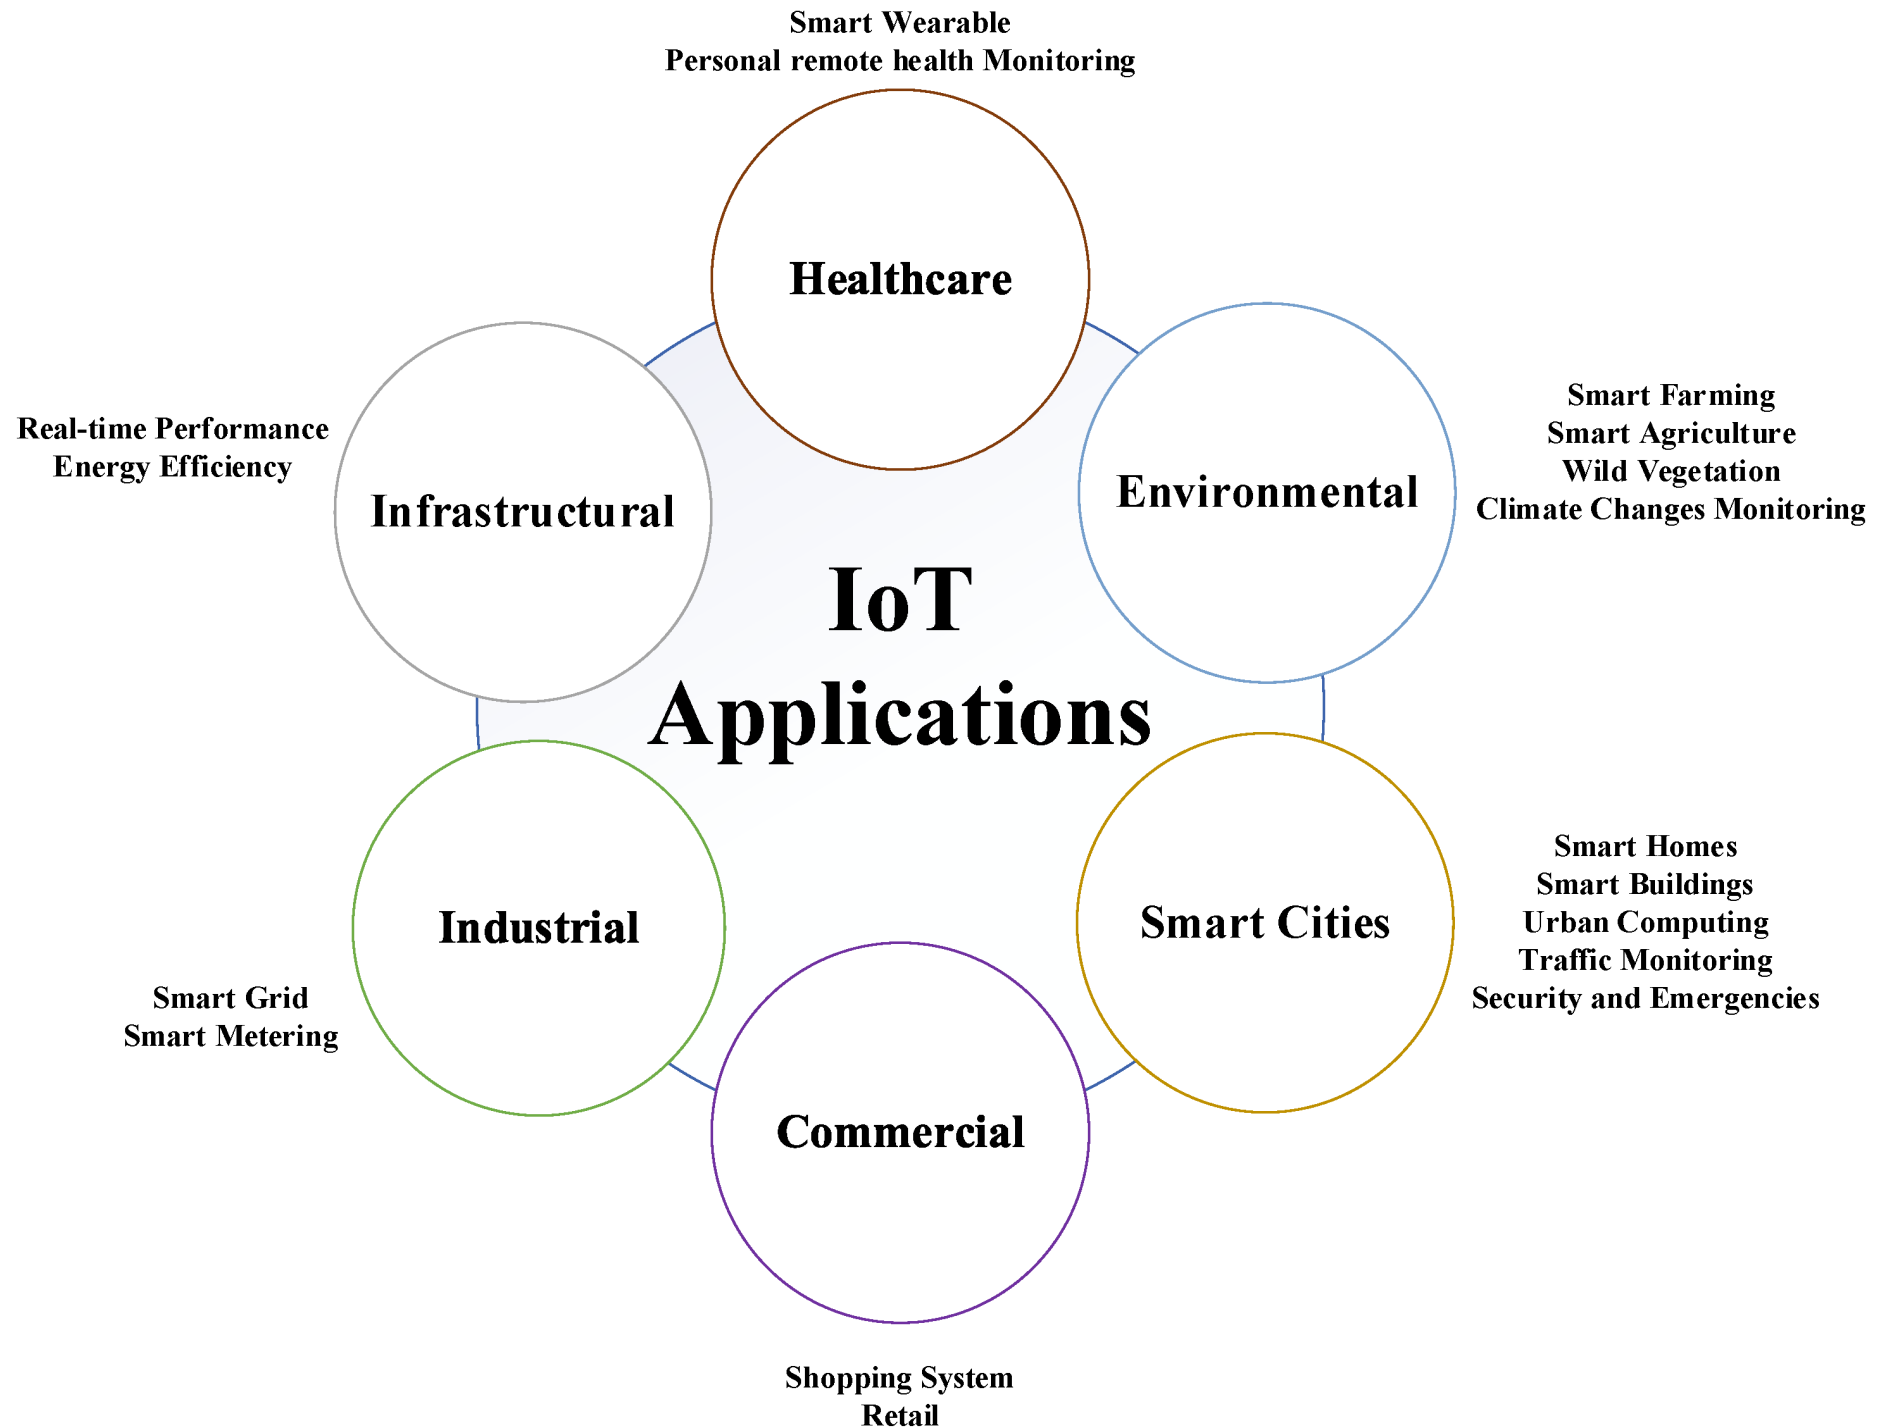 Smart Wearable
Personal remote health Monitoring
Healthcare
Real-time Performance
Energy Efficiency
Infrastructural
Environmental
Smart Farming
Smart Agriculture
Wild Vegetation
Climate Changes Monitoring
IoT
Applications
Industrial
Smart Grid
Smart Metering
Smart Cities
Smart Homes
Smart Buildings
Urban Computing
Traffic Monitoring
Security and Emergencies
Commercial
Shopping System
Retail